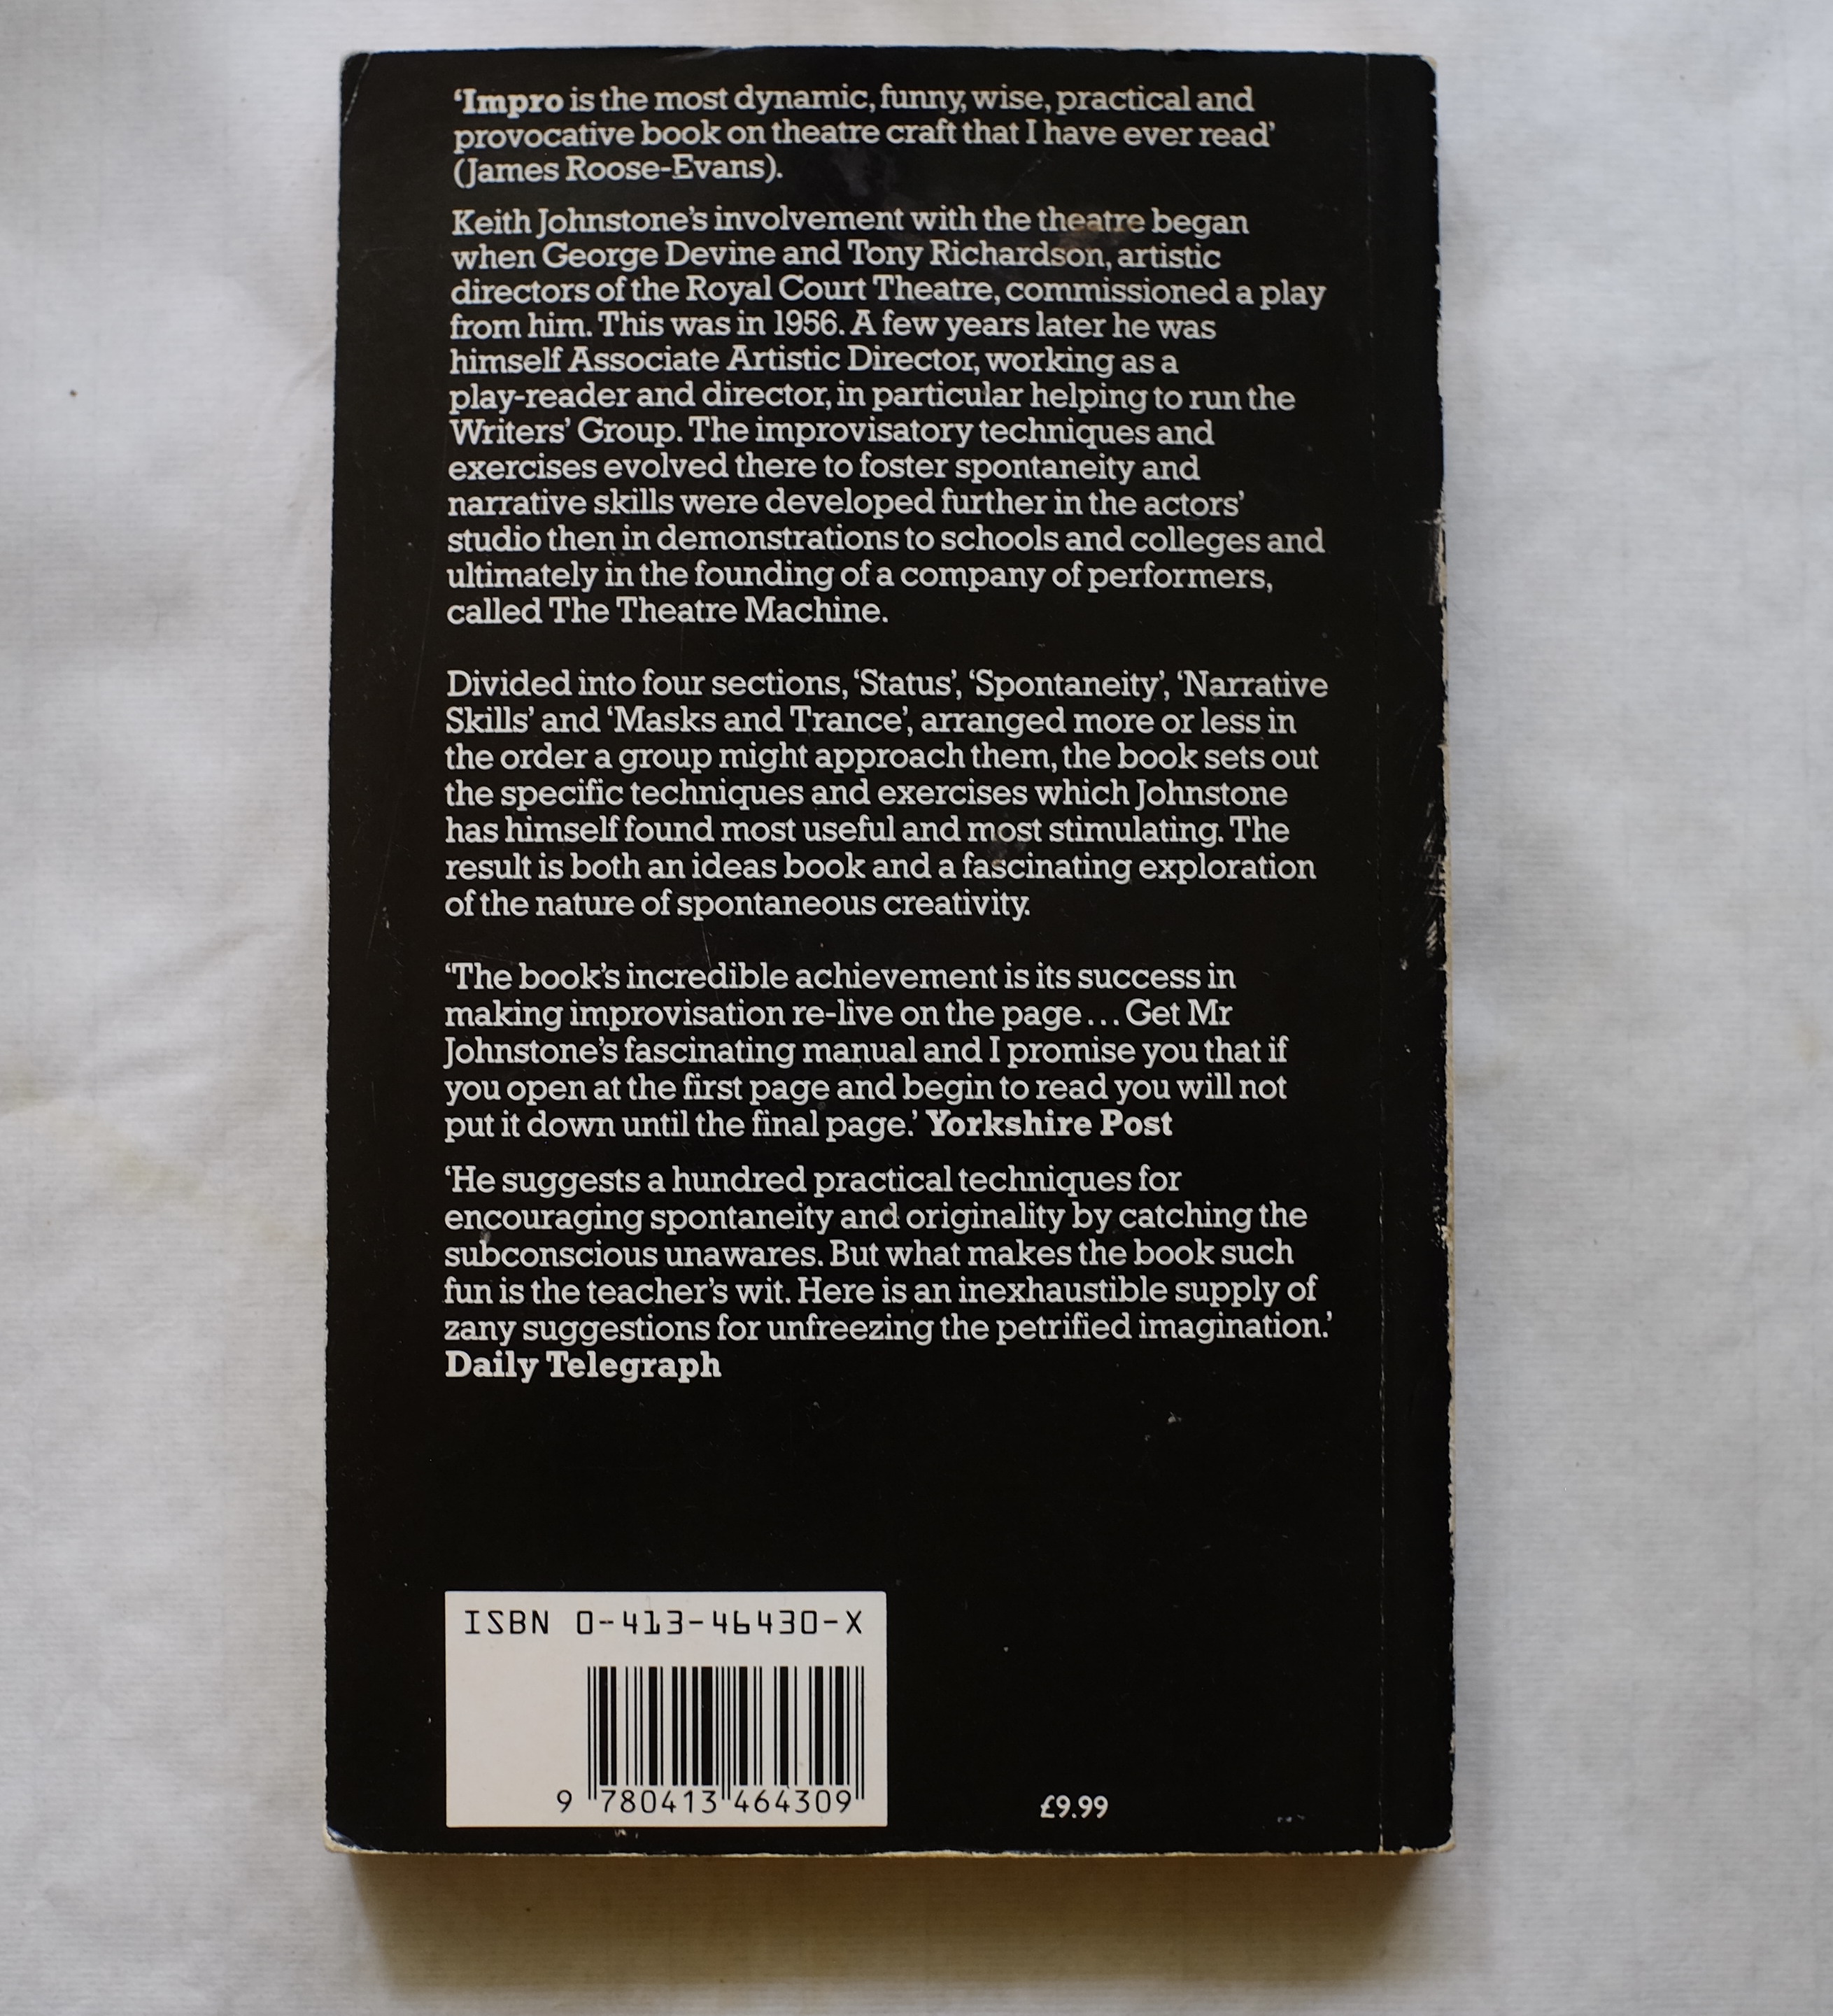 ‘Impro is the most dynamic, funny, wise, practical and
provocative book on theatre craft that I have ever read’
(James Roose-Evans).
Keith Johnstone’s involvement with the theatre began
when George Devine and Tony Richardson, artistic
directors of the Royal Court Theatre, commissioned a play
from him. This was in 1956. A few years later he was
himself Associate Artistic Director, working as a
play-reader and director, in particular helping to run the
Writers’ Group. The improvisatory techniques and
exercises evolved there to foster spontaneity and
narrative skills were developed further in the actors’
studio then in demonstrations to schools and colleges and
ultimately in the founding of a company of performers,
called The Theatre Machine.
Divided into four sections, ‘Status’, ‘Spontaneity’, ‘Narrative
Skills’ and ‘Masks and Trance’, arranged more or less in
the order a group might approach them, the book sets out
the specific techniques and exercises which Johnstone
has himself found most useful and most stimulating. The
result is both an ideas book and a fascinating exploration
of the nature of spontaneous creativity.
‘The book’s incredible achievement is its success in
making improvisation re-live on the page... Get Mr
Johnstone’s fascinating manual and I promise you that if
you open at the first page and begin to read you will not
put it down until the final page.’ Yorkshire Post
‘He suggests a hundred practical techniques for
encouraging spontaneity and originality by catching the
subconscious unawares. But what makes the book such
fun is the teacher’s wit. Here is an inexhaustible supply of
zany suggestions for unfreezing the petrified imagination.’
Daily Telegraph
ISBN 0-413-46430-X
9 780413 464309
£9.99